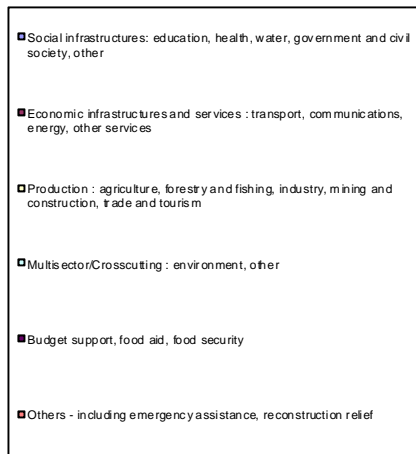 Social infrastructures: education, health, water, government and civil
society, other
Economic infrastructures and services : transport, communications,
energy, other services
Production : agriculture, forestry and fishing, industry, mining and
construction, trade and tourism
Multisector/Crosscutting : environment, other
Budget support, food aid, food security
Others - including emergency assistance, reconstruction relief